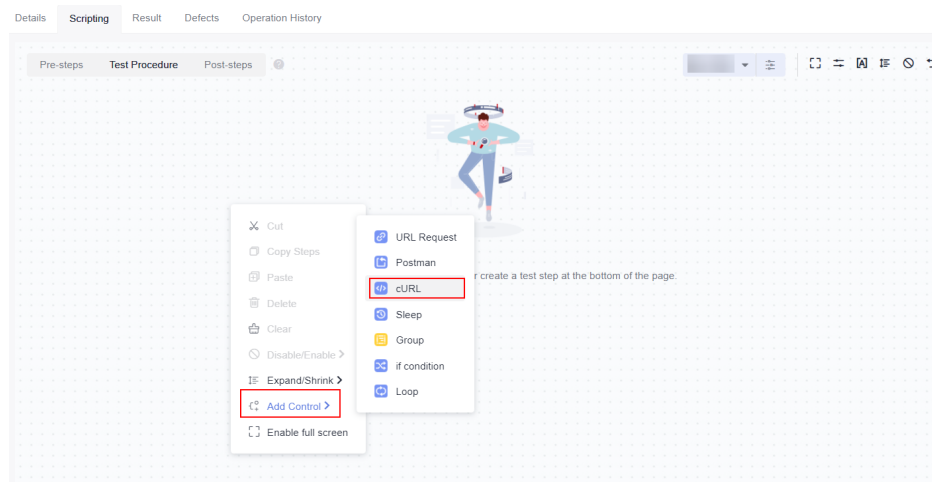 Details Scripting Result Defects Operation History
Pre-steps Test Procedure Post-steps
Cut
Copy Steps
Paste
Delete
Clear
Disable/Enable
Expand/Shrink
Add Control
Enable full screen
URL Request
Postman
cURL
Sleep
Group
if condition
Loop
create a test step at the bottom of the page.